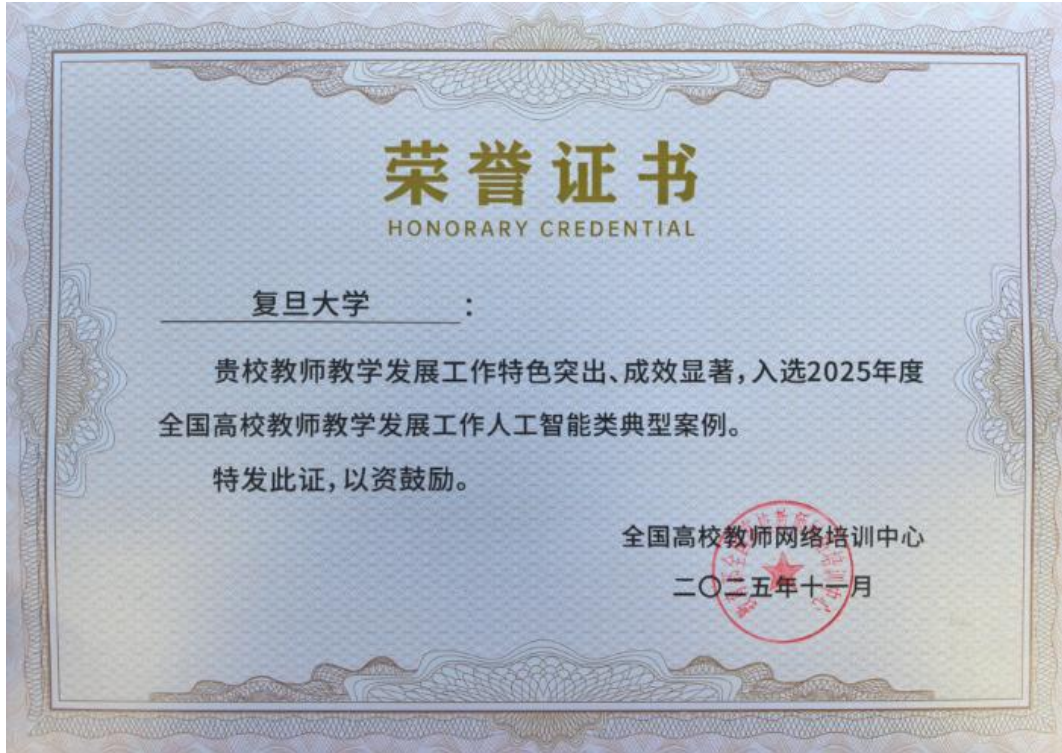 荣誉证书
HONORARY CREDENTIAL
复旦大学：
贵校教师教学发展工作特色突出、成效显著，入选2025年度
全国高校教师教学发展工作人工智能类典型案例。
特发此证，以资鼓励。
全国高校教师网络培训中心
二〇二五年十一月